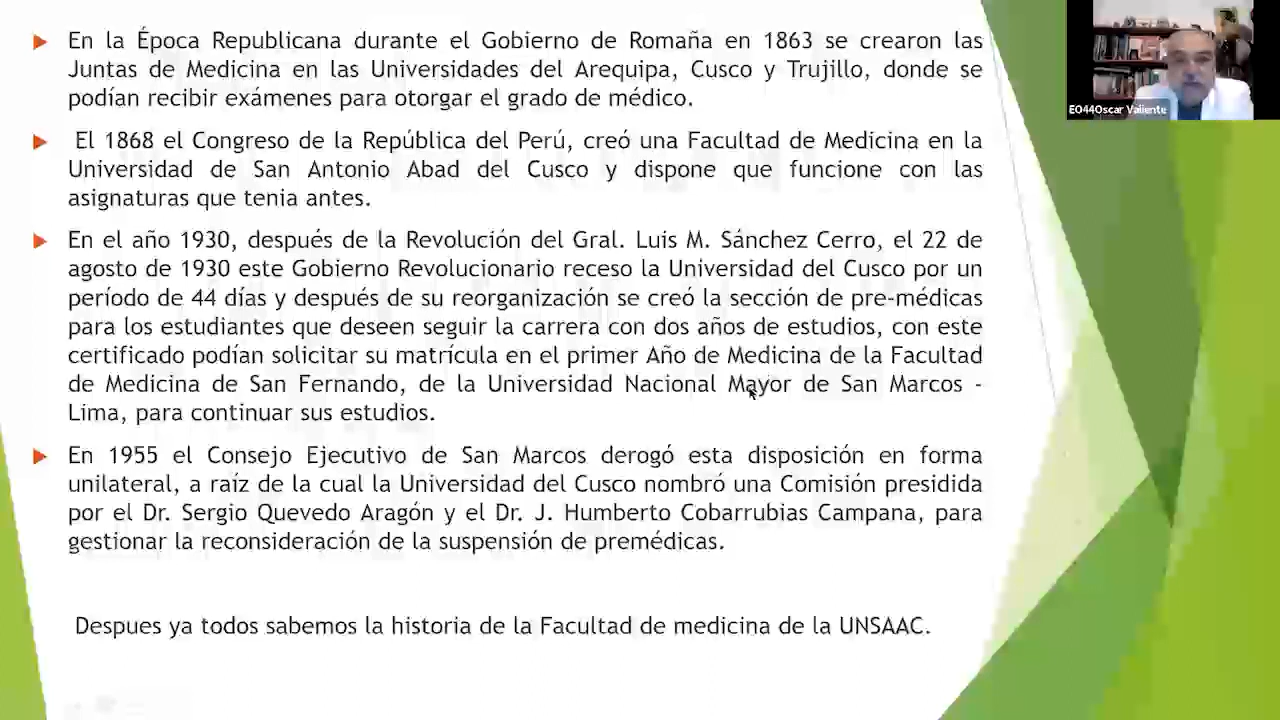 En la Época Republicana durante el Gobierno de Romaña en 1863 se crearon las
Juntas de Medicina en las Universidades del Arequipa, Cusco y Trujillo, donde se
podían recibir exámenes para otorgar el grado de médico.
El 1868 el Congreso de la República del Perú, creó una Facultad de Medicina en la
Universidad de San Antonio Abad del Cusco y dispone que funcione con las
asignaturas que tenia antes.
En el año 1930, después de la Revolución del Gral. Luis M. Sánchez Cerro, el 22 de
agosto de 1930 este Gobierno Revolucionario receso la Universidad del Cusco por un
período de 44 días y después de su reorganización se creó la sección de pre-médicas
para los estudiantes que deseen seguir la carrera con dos años de estudios, con este
certificado podían solicitar su matrícula en el primer Año de Medicina de la Facultad
de Medicina de San Fernando, de la Universidad Nacional Mayor de San Marcos -
Lima, para continuar sus estudios.
En 1955 el Consejo Ejecutivo de San Marcos derogó esta disposición en forma
unilateral, a raíz de la cual la Universidad del Cusco nombró una Comisión presidida
por el Dr. Sergio Quevedo Aragón y el Dr. J. Humberto Cobarrubias Campana, para
gestionar la reconsideración de la suspensión de premédicas.
Despues ya todos sabemos la historia de la Facultad de medicina de la UNSAAC.
EO44Oscar Valiente